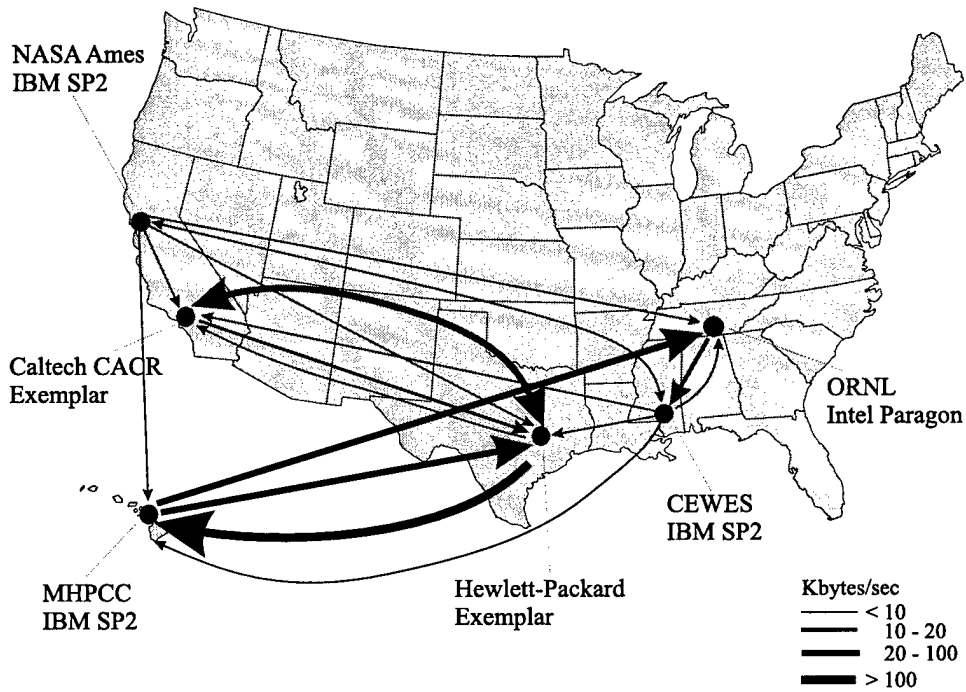 NASA Ames
IBM SP2
Caltech CACR
Exemplar
ORNL
Intel Paragon
CEWES
IBM SP2
MHPCC
IBM SP2
Hewlett-Packard
Exemplar
Kbytes/sec
< 10
10 - 20
20 - 100
> 100